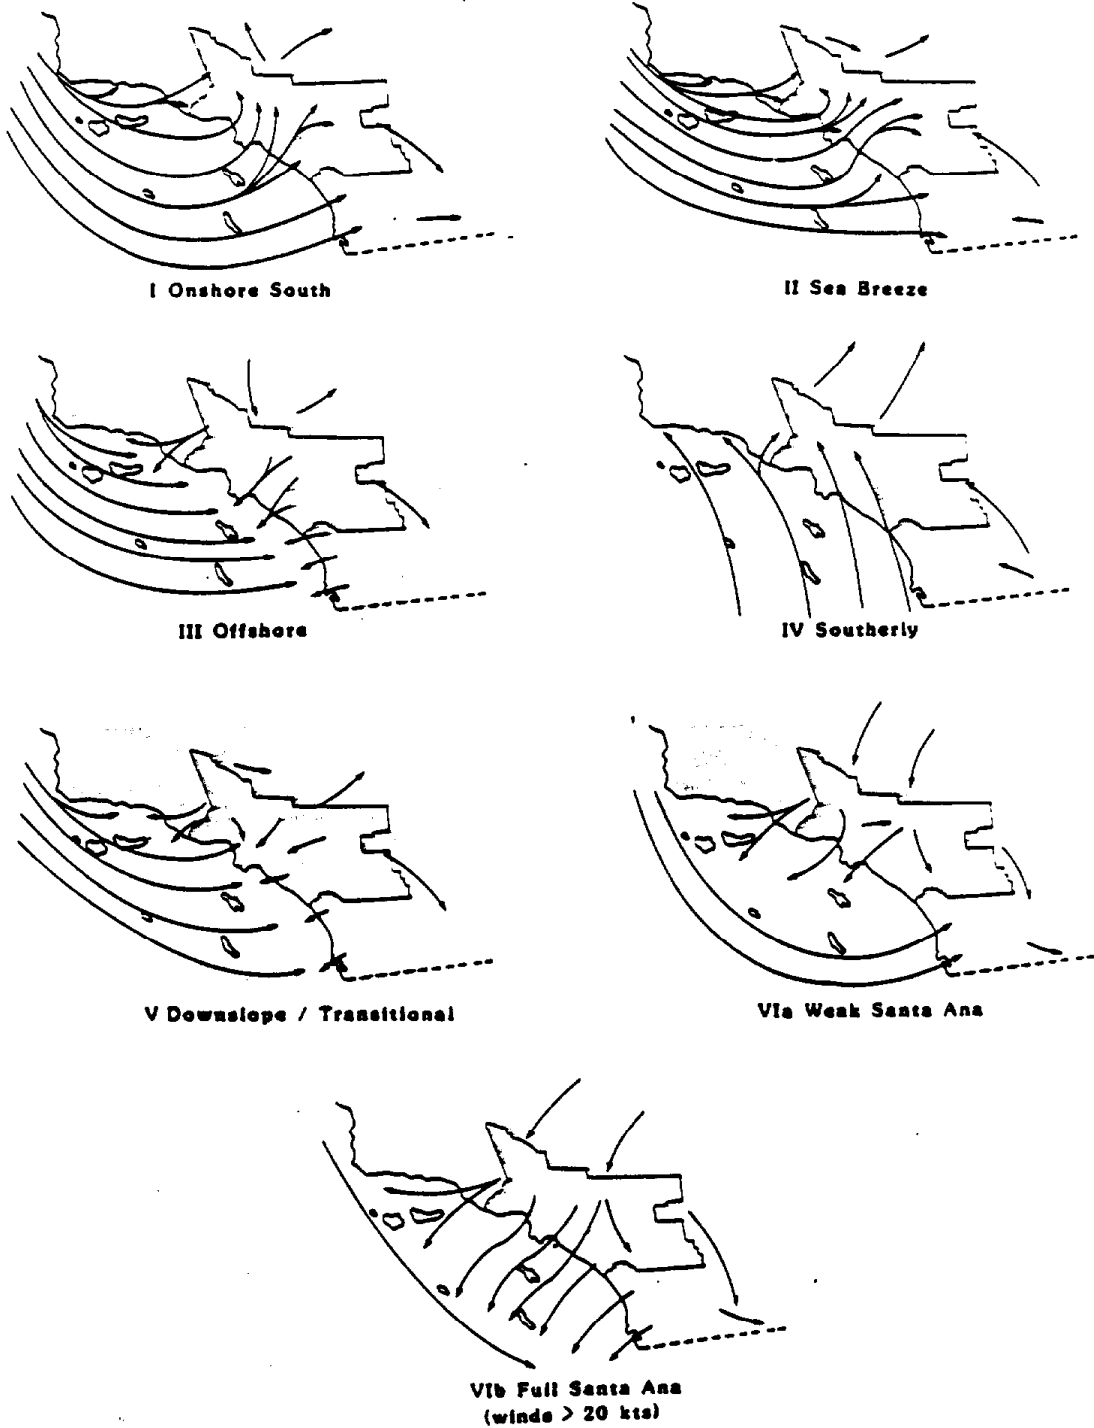 I Onshore South
II Sea Breeze
III Offshore
IV Southerly
V Downslope / Transitional
VIa Weak Santa Ana
VIb Full Santa Ana
(winds > 20 kts)